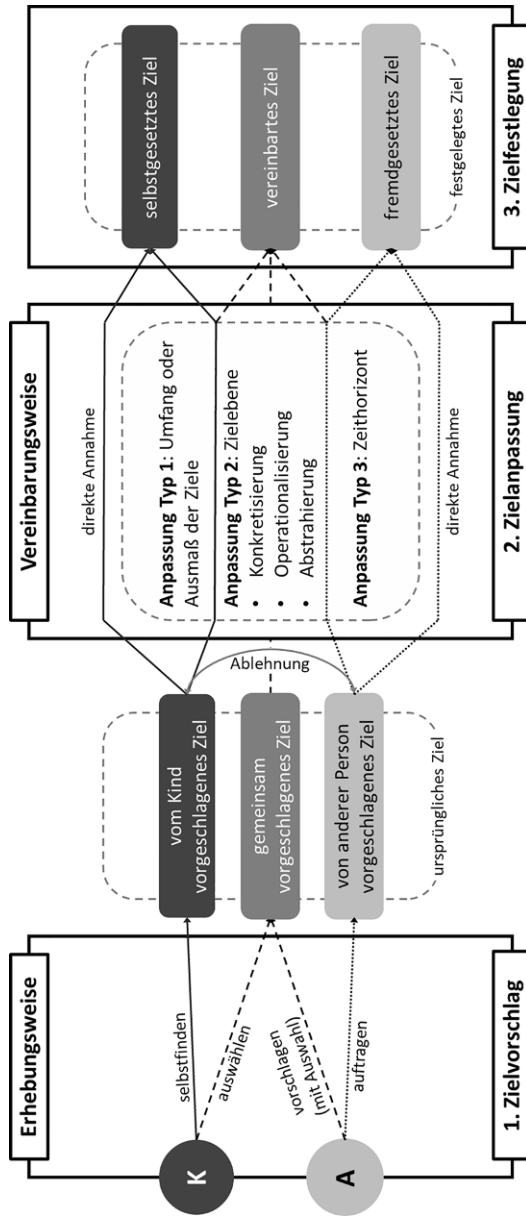 Erhebungsweise
K
A
selbstfinden
auswählen
vorschlagen
(mit Auswahl)
auftragen
1. Zielvorschlag
vom Kind
vorgeschlagenes Ziel
gemeinsam
vorgeschlagenes Ziel
von anderer Person
vorgeschlagenes Ziel
ursprüngliches Ziel
Ablehnung
Vereinbarungsweise
direkte Annahme
Anpassung Typ 1: Umfang oder
Ausmaß der Ziele
Anpassung Typ 2: Zielebene
• Konkretisierung
• Operationalisierung
• Abstrahierung
Anpassung Typ 3: Zeithorizont
direkte Annahme
2. Zielanpassung
selbstgesetztes Ziel
vereinbartes Ziel
fremdgesetztes Ziel
festgelegtes Ziel
3. Zielfestlegung